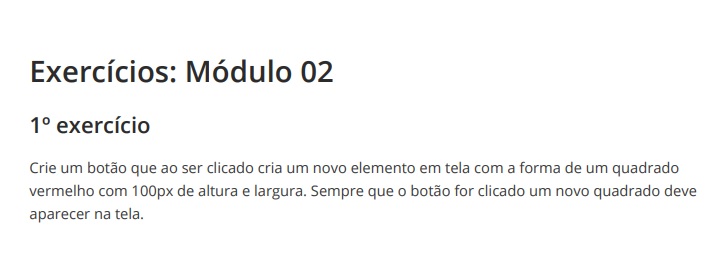 Exercícios: Módulo 02
1º exercício
Crie um botão que ao ser clicado cria um novo elemento em tela com a forma de um quadrado
vermelho com 100px de altura e largura. Sempre que o botão for clicado um novo quadrado deve
aparecer na tela.